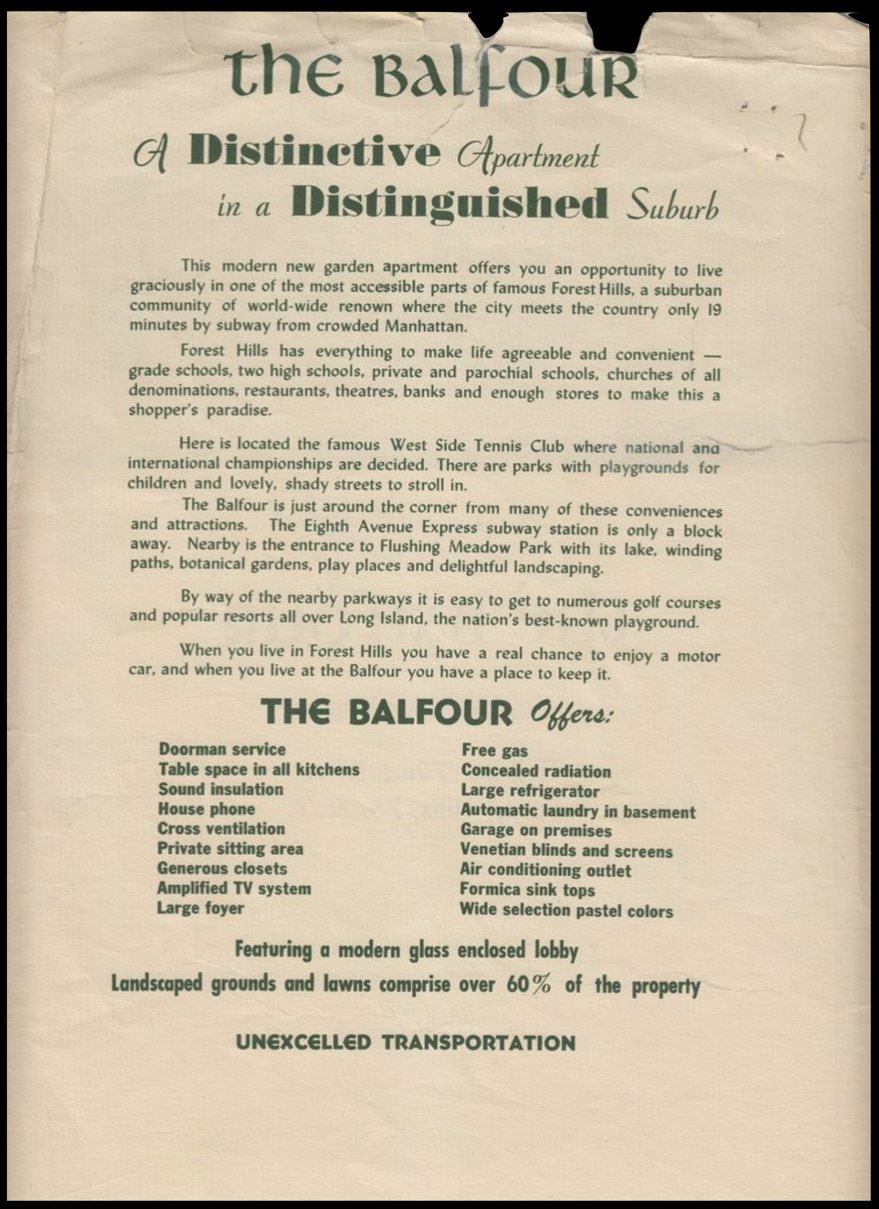 the Balfour
A Distinctive Apartment
in a Distinguished Suburb
This modern new garden apartment offers you an opportunity to live
graciously in one of the most accessible parts of famous Forest Hills, a suburban
community of world-wide renown where the city meets the country only 19
minutes by subway from crowded Manhattan.
Forest Hills has everything to make life agreeable and convenient —
grade schools, two high schools, private and parochial schools, churches of all
denominations, restaurants, theatres, banks and enough stores to make this a
shopper's paradise.
Here is located the famous West Side Tennis Club where national and
international championships are decided. There are parks with playgrounds for
children and lovely, shady streets to stroll in.
The Balfour is just around the corner from many of these conveniences
and attractions. The Eighth Avenue Express subway station is only a block
away. Nearby is the entrance to Flushing Meadow Park with its lake, winding
paths, botanical gardens, play places and delightful landscaping.
By way of the nearby parkways it is easy to get to numerous golf courses
and popular resorts all over Long Island, the nation's best-known playground.
When you live in Forest Hills you have a real chance to enjoy a motor
car, and when you live at the Balfour you have a place to keep it.
THE BALFOUR Offers:
Doorman service
Table space in all kitchens
Sound insulation
House phone
Cross ventilation
Private sitting area
Generous closets
Amplified TV system
Large foyer
Free gas
Concealed radiation
Large refrigerator
Automatic laundry in basement
Garage on premises
Venetian blinds and screens
Air conditioning outlet
Formica sink tops
Wide selection pastel colors
Featuring a modern glass enclosed lobby
Landscaped grounds and lawns comprise over 60% of the property
UNEXCELLED TRANSPORTATION